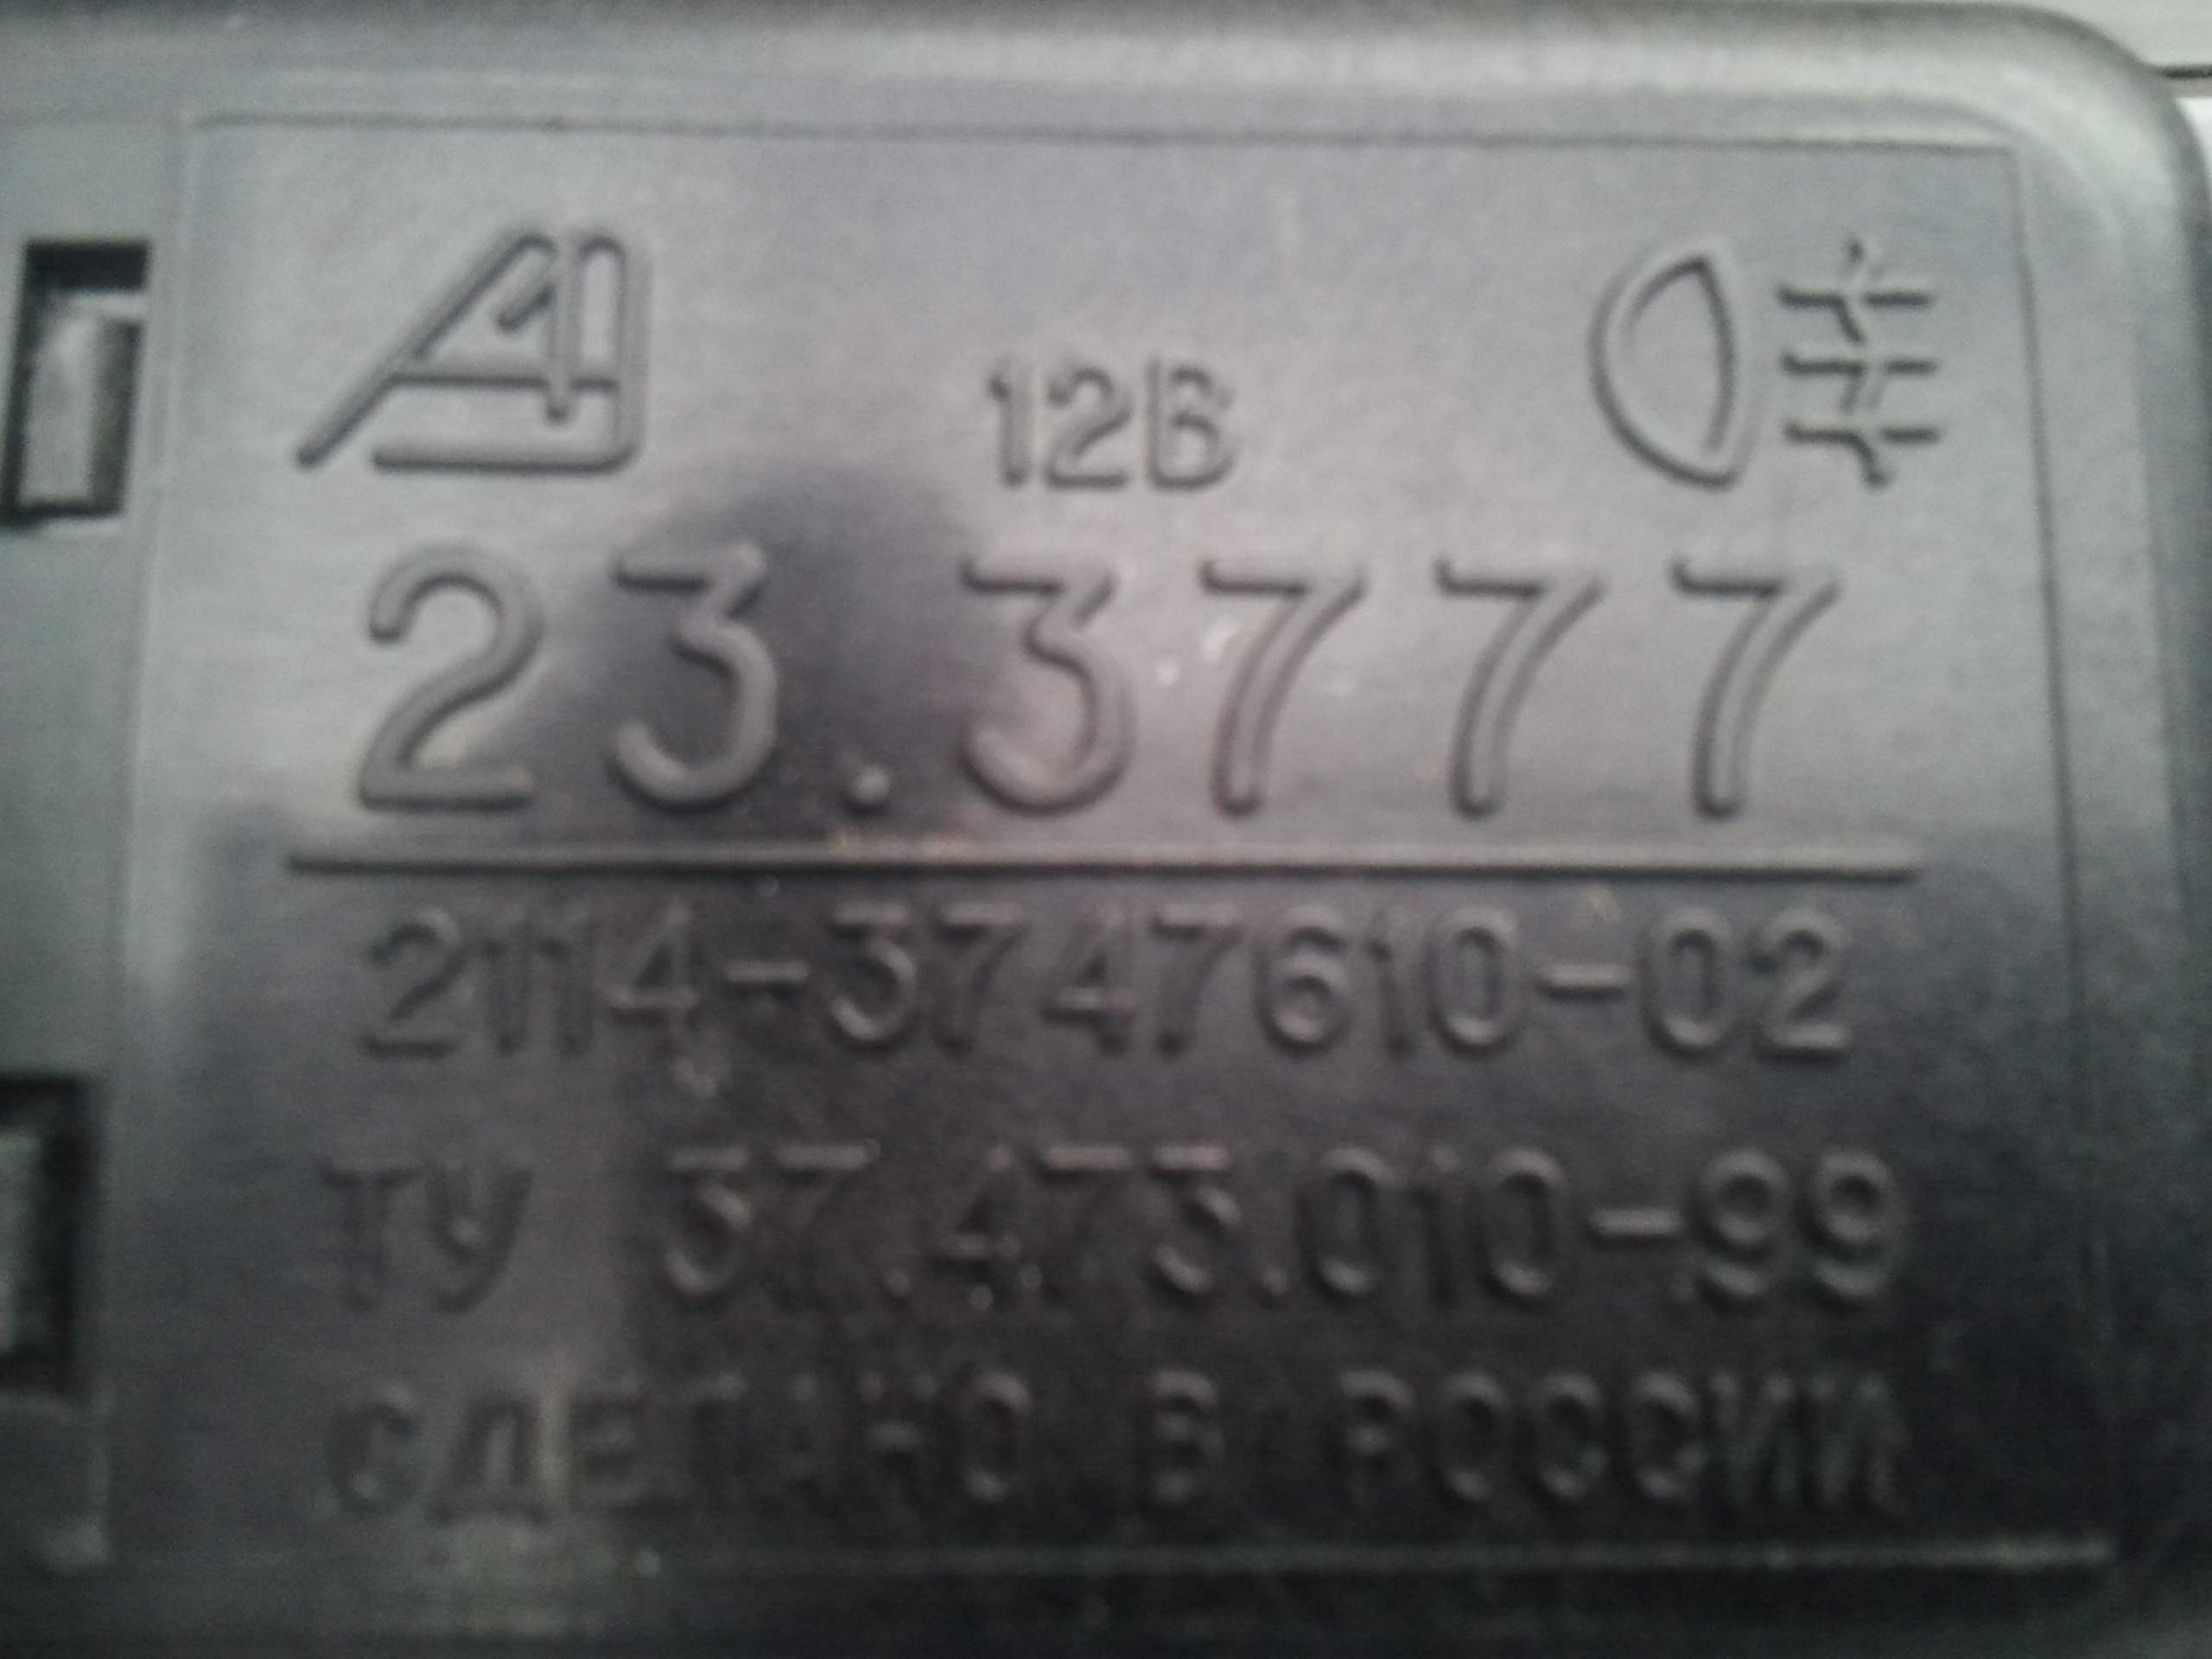 12В
23.3777
2114-3747610-02
ТУ 37.473.010-99
СДЕЛАНО В РОССИИ